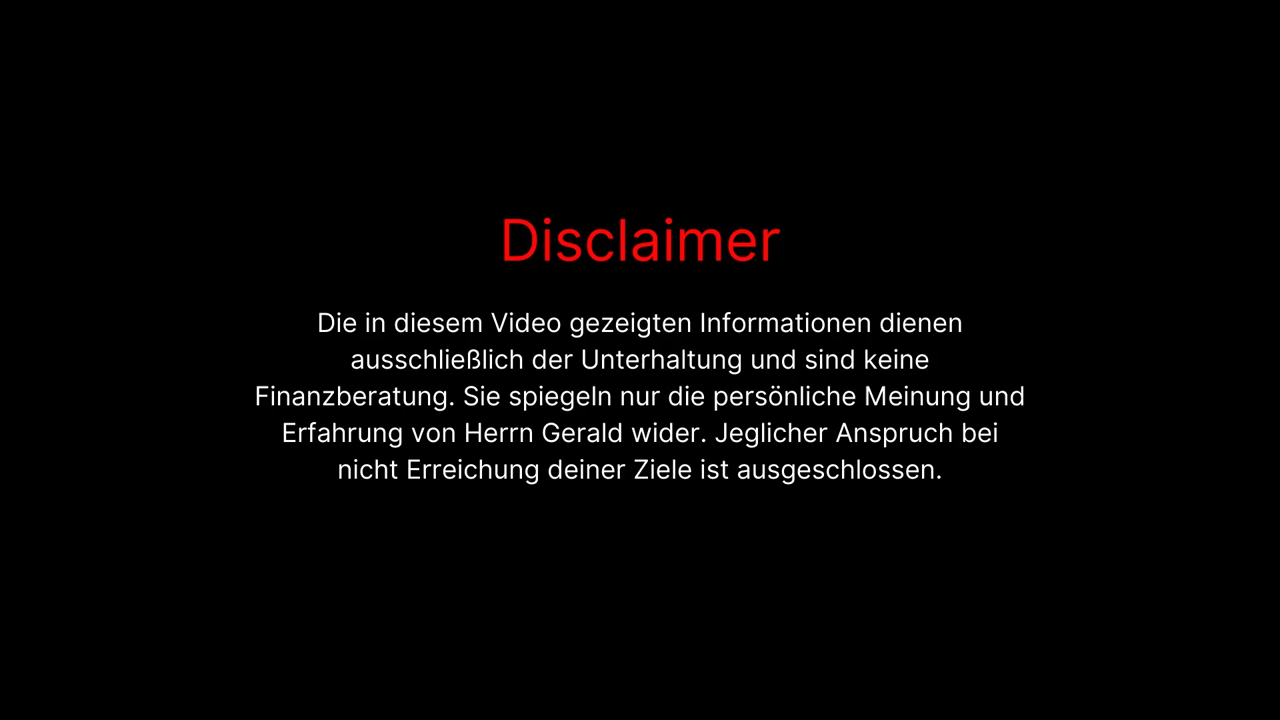 Disclaimer
Die in diesem Video gezeigten Informationen dienen
ausschließlich der Unterhaltung und sind keine
Finanzberatung. Sie spiegeln nur die persönliche Meinung und
Erfahrung von Herrn Gerald wider. Jeglicher Anspruch bei
nicht Erreichung deiner Ziele ist ausgeschlossen.